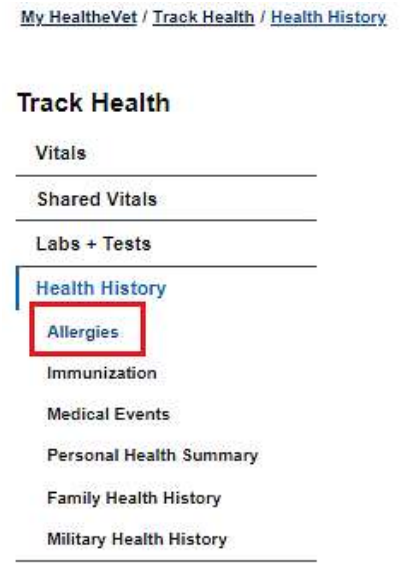 My HealtheVet / Track Health / Health History
Track Health
Vitals
Shared Vitals
Labs + Tests
Health History
Allergies
Immunization
Medical Events
Personal Health Summary
Family Health History
Military Health History